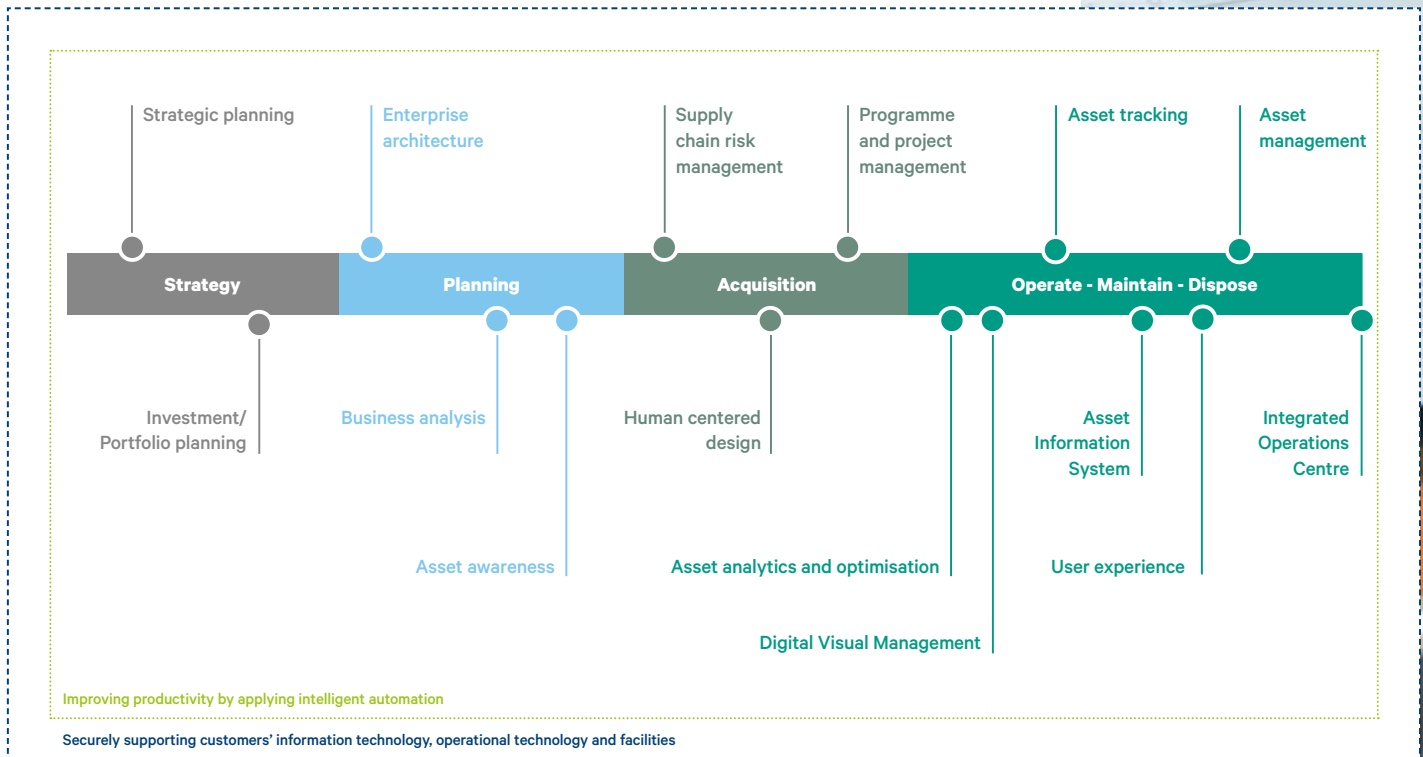 Strategic planning
Enterprise
architecture
Supply
chain risk
management
Programme
and project
management
Asset tracking
Asset
management
Strategy
Planning
Acquisition
Operate - Maintain - Dispose
Investment/
Portfolio planning
Business analysis
Human centered
design
Asset
Information
System
Integrated
Operations
Centre
Asset awareness
Asset analytics and optimisation
User experience
Digital Visual Management
Improving productivity by applying intelligent automation
Securely supporting customers’ information technology, operational technology and facilities